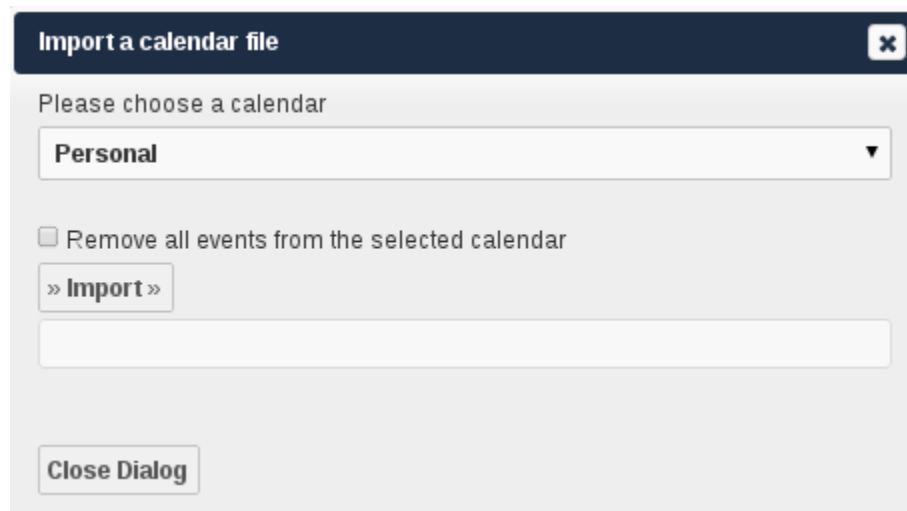 Import a calendar file
Please choose a calendar
Personal
Remove all events from the selected calendar
» Import »
Close Dialog